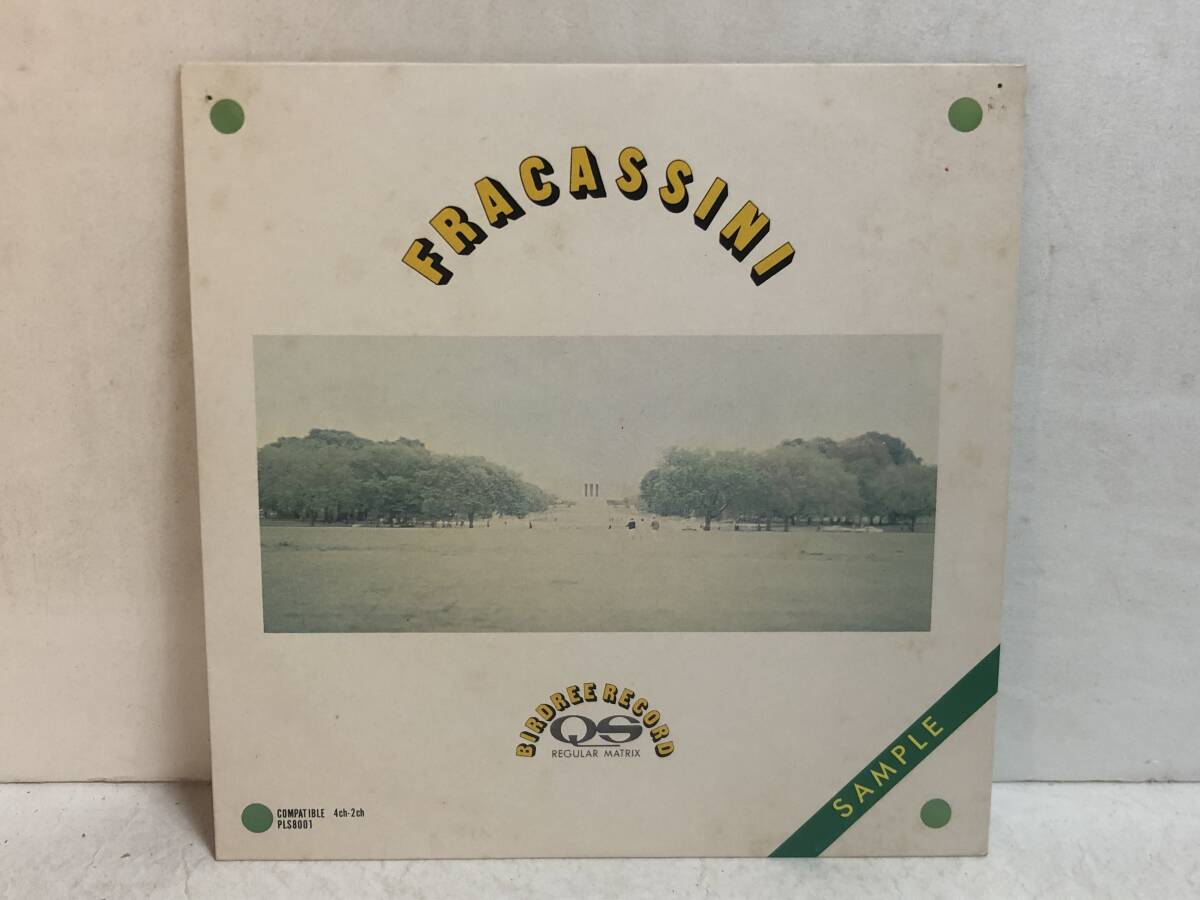 FRACASSINI
BIRDREE RECORD
QS
REGULAR MATRIX
SAMPLE
COMPATIBLE 4ch-2ch
PLS8001